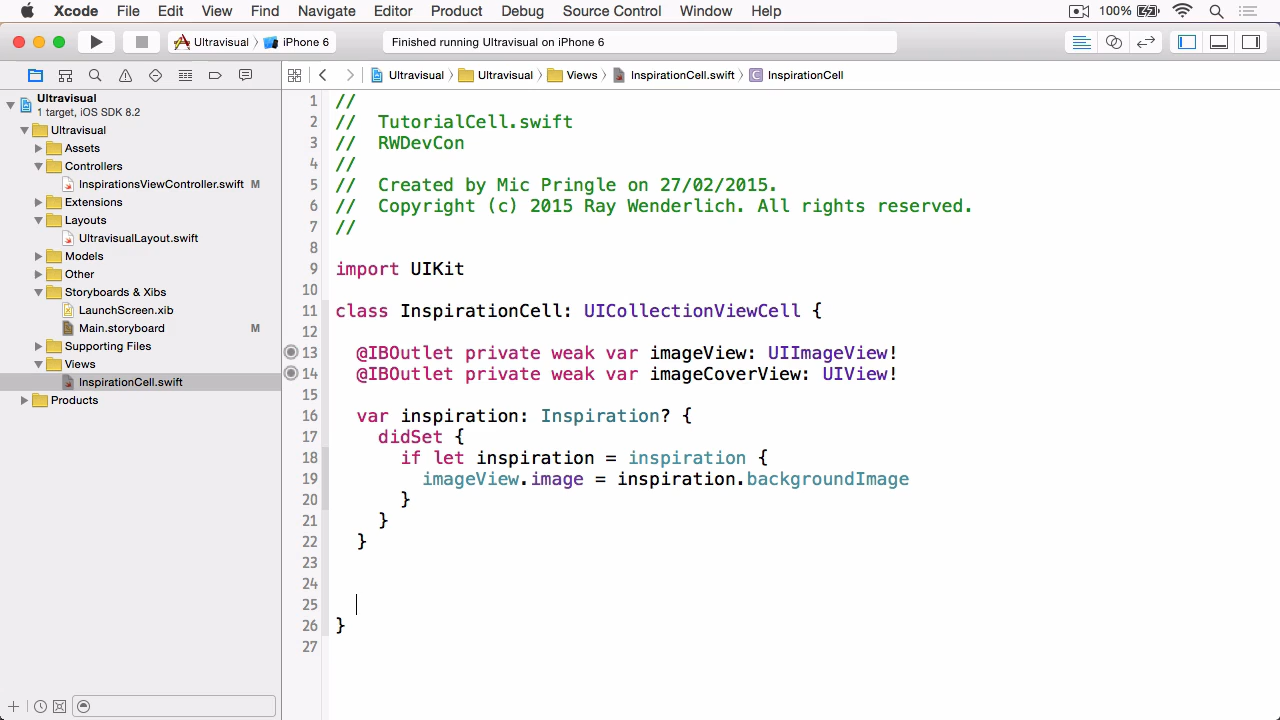 Xcode File Edit View Find Navigate Editor Product Debug Source Control Window Help 100%
Ultravisual iPhone 6 Finished running Ultravisual on iPhone 6
Ultravisual Ultravisual Views InspirationCell.swift C InspirationCell
Ultravisual
1 target, iOS SDK 8.2
Ultravisual
Assets
Controllers
InspirationsViewController.swift M
Extensions
Layouts
UltravisualLayout.swift
Models
Other
Storyboards & Xibs
LaunchScreen.xib
Main.storyboard M
Supporting Files
Views
InspirationCell.swift
Products
1 //
2 // TutorialCell.swift
3 // RWDevCon
4 //
5 // Created by Mic Pringle on 27/02/2015.
6 // Copyright (c) 2015 Ray Wenderlich. All rights reserved.
7 //
8
9 import UIKit
10
11 class InspirationCell: UICollectionViewCell {
12
13 @IBOutlet private weak var imageView: UIImageView!
14 @IBOutlet private weak var imageCoverView: UIView!
15
16 var inspiration: Inspiration? {
17 didSet {
18 if let inspiration = inspiration {
19 imageView.image = inspiration.backgroundImage
20 }
21 }
22 }
23
24
25
26 }
27